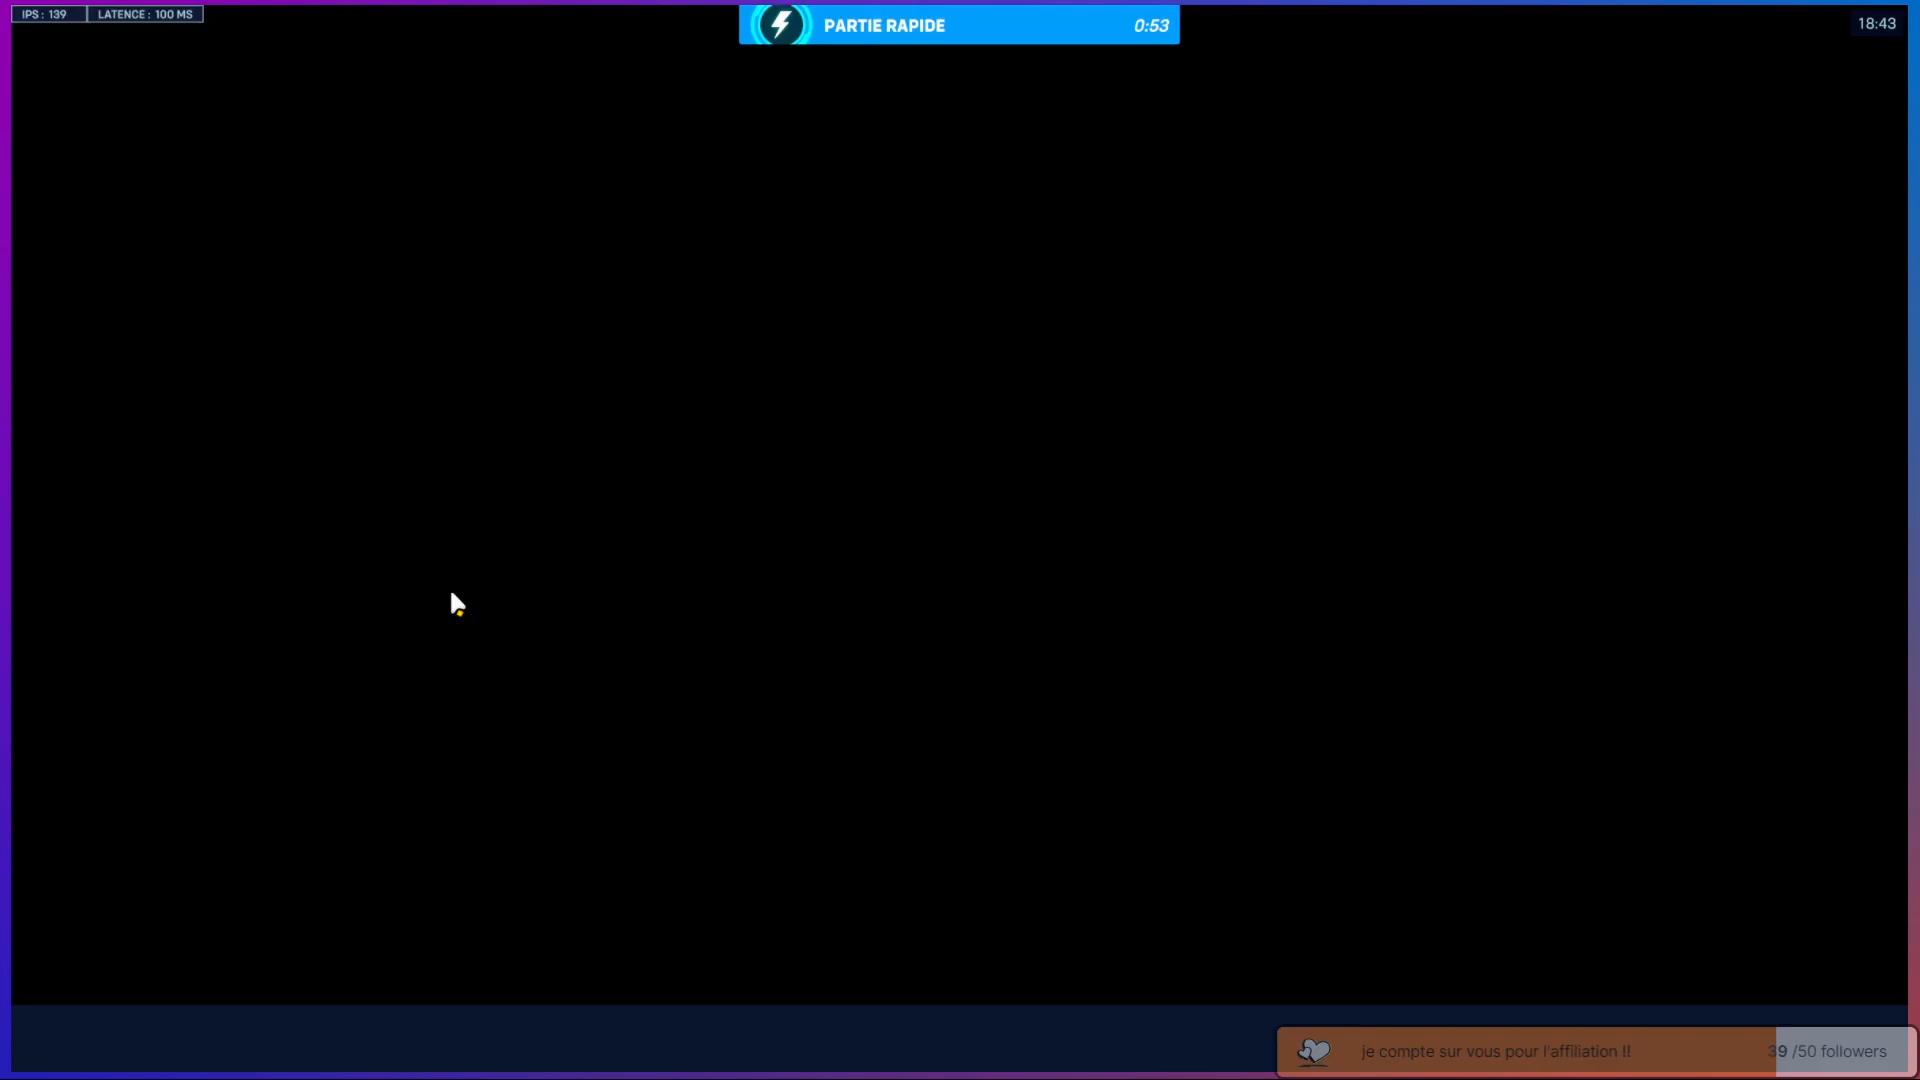 IPS : 139 LATENCE : 100 MS
PARTIE RAPIDE 0:53
18:43
je compte sur vous pour l'affiliation !! 39 /50 followers